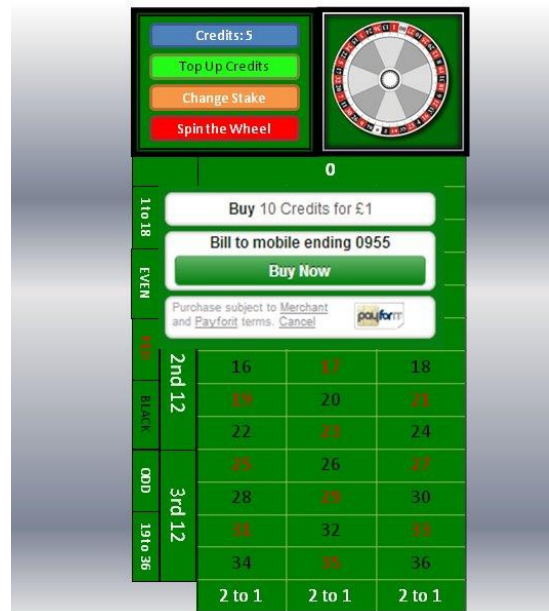 Credits: 5
Top Up Credits
Change Stake
Spin the Wheel
0
1 to 18
Buy 10 Credits for £1
Bill to mobile ending 0955
Buy Now
EVEN
Purchase subject to Merchant
and Payforit terms. Cancel
payforit
RED
2nd 12
16 17 18
19 20 21
BLACK
22 23 24
25 26 27
ODD
3rd 12
28 29 30
31 32 33
19 to 36
34 35 36
2 to 1 2 to 1 2 to 1